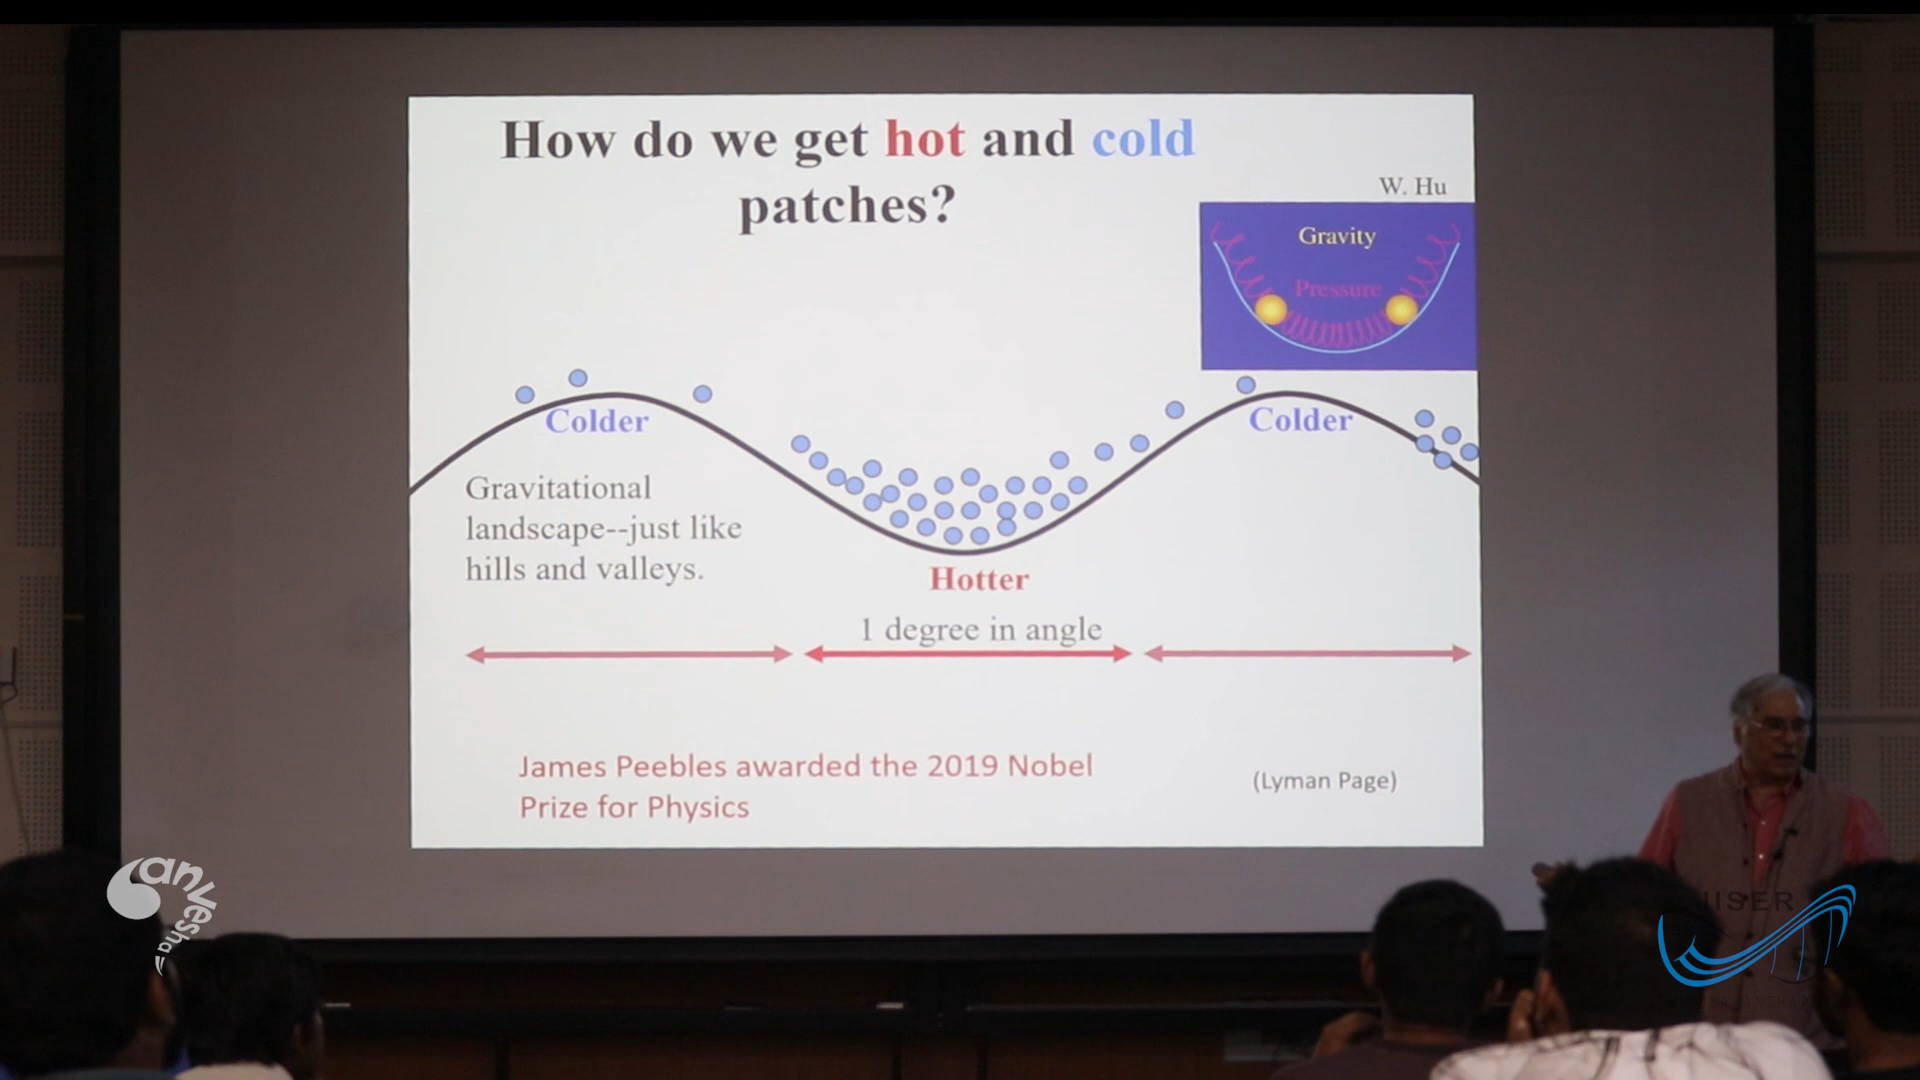 How do we get hot and cold
patches?
W. Hu
Gravity
Pressure
Colder
Colder
Gravitational
landscape--just like
hills and valleys.
Hotter
1 degree in angle
James Peebles awarded the 2019 Nobel
Prize for Physics
(Lyman Page)
anvesha
IISER